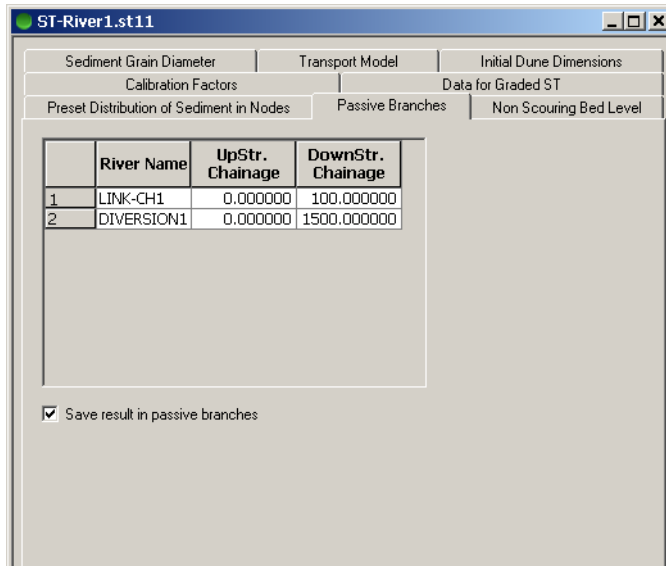 ST-River1.st11
Sediment Grain Diameter Transport Model Initial Dune Dimensions
Calibration Factors Data for Graded ST
Preset Distribution of Sediment in Nodes Passive Branches Non Scouring Bed Level
River Name UpStr. Chainage DownStr. Chainage
1 LINK-CH1 0.000000 100.000000
2 DIVERSION1 0.000000 1500.000000
Save result in passive branches